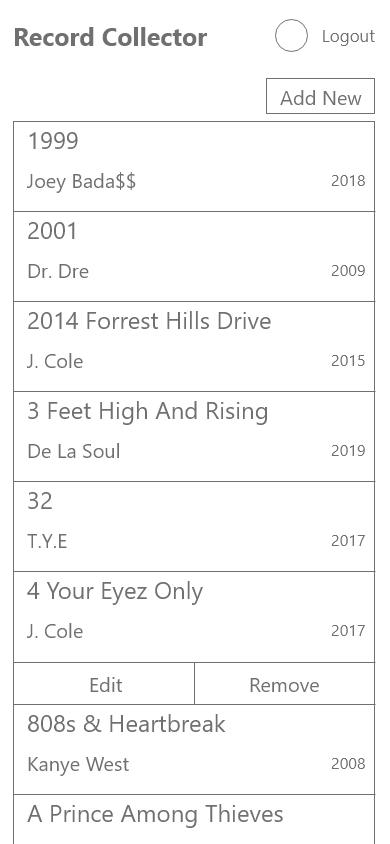 Record Collector
Logout
Add New
1999
Joey Bada$$ 2018
2001
Dr. Dre 2009
2014 Forrest Hills Drive
J. Cole 2015
3 Feet High And Rising
De La Soul 2019
32
T.Y.E 2017
4 Your Eyez Only
J. Cole 2017
Edit Remove
808s & Heartbreak
Kanye West 2008
A Prince Among Thieves